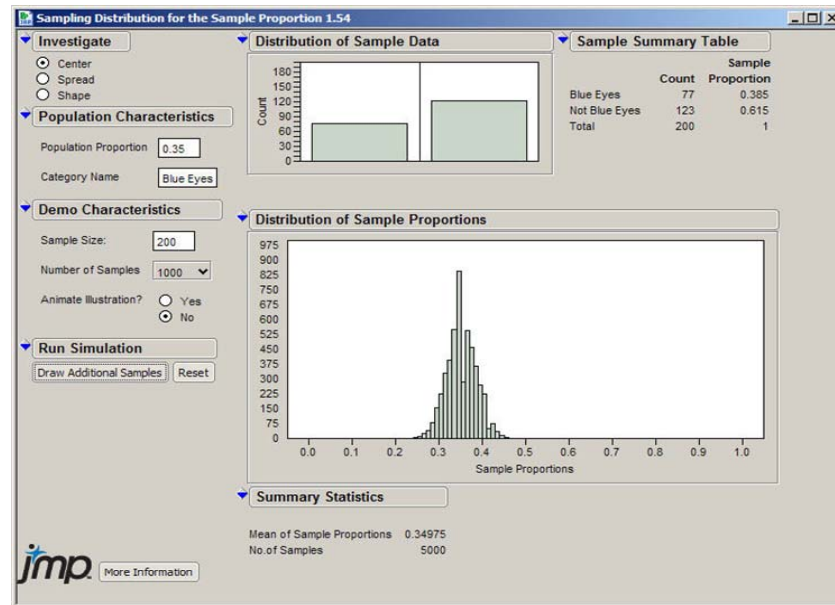 Sampling Distribution for the Sample Proportion 1.54
Investigate
Center
Spread
Shape
Population Characteristics
Population Proportion 0.35
Category Name Blue Eyes
Demo Characteristics
Sample Size: 200
Number of Samples 1000
Animate Illustration? Yes
No
Run Simulation
Draw Additional Samples Reset
Distribution of Sample Data
Count
180
150
120
90
60
30
0
Sample Summary Table
Sample
Count Proportion
Blue Eyes 77 0.385
Not Blue Eyes 123 0.615
Total 200 1
Distribution of Sample Proportions
975
900
825
750
675
600
525
450
375
300
225
150
75
0
0.0 0.1 0.2 0.3 0.4 0.5 0.6 0.7 0.8 0.9 1.0
Sample Proportions
Summary Statistics
Mean of Sample Proportions 0.34975
No.of Samples 5000
jmp. More Information